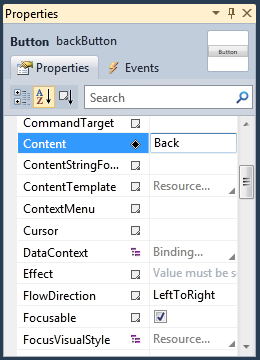 Properties
Button backButton
Button
Properties Events
Search
CommandTarget
Content Back
ContentStringFo...
ContentTemplate Resource...
ContextMenu
Cursor
DataContext Binding...
Effect Value must be s
FlowDirection LeftToRight
Focusable
FocusVisualStyle Resource...